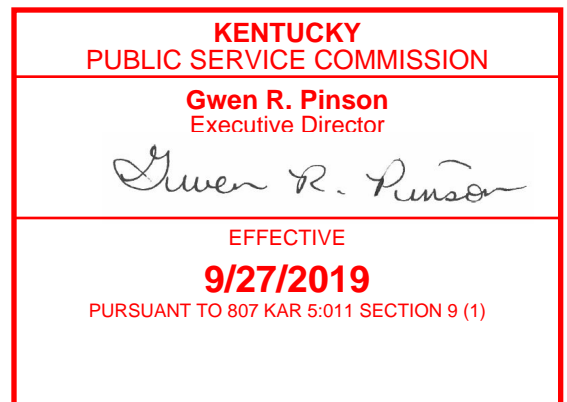 KENTUCKY
PUBLIC SERVICE COMMISSION
Gwen R. Pinson
Executive Director
Gwen R. Pinson
EFFECTIVE
9/27/2019
PURSUANT TO 807 KAR 5:011 SECTION 9 (1)